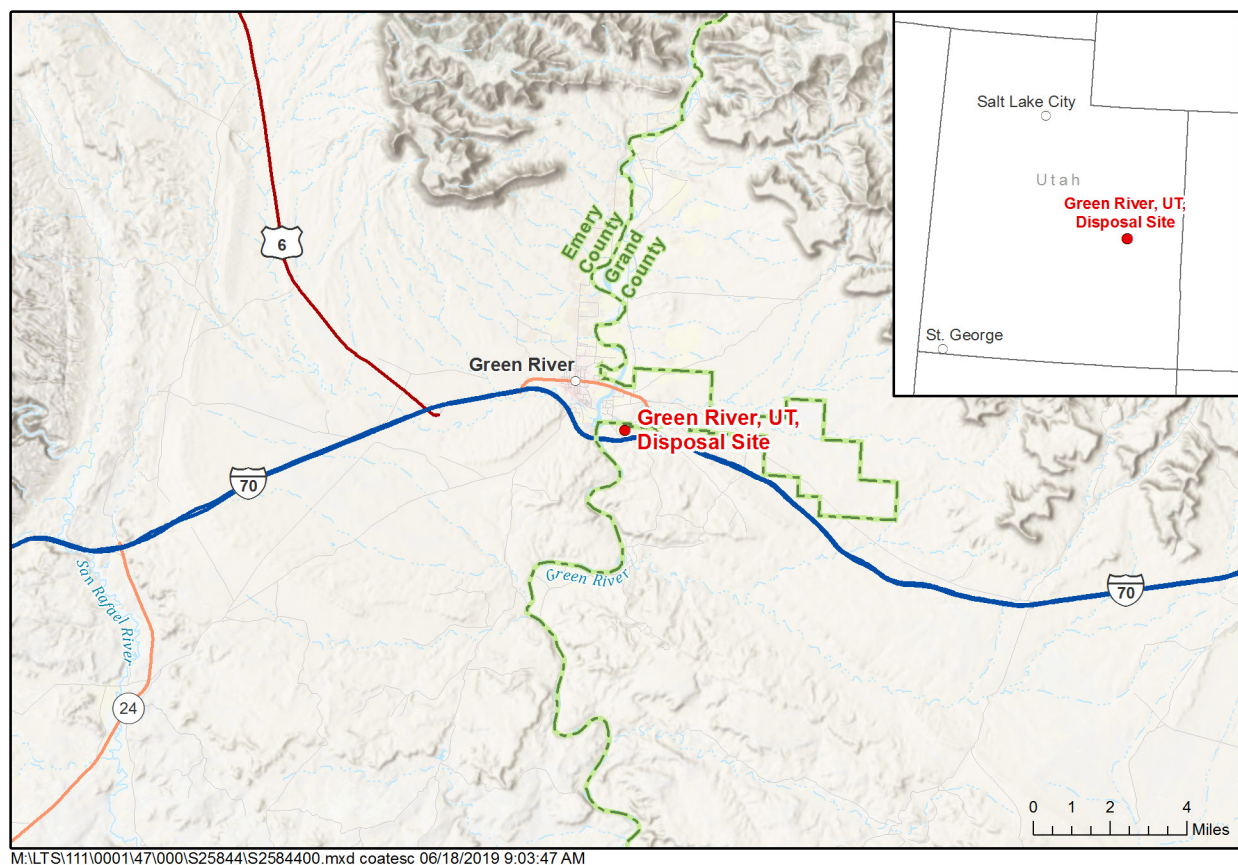 Salt Lake City
Utah
Green River, UT,
Disposal Site
St. George
6
Emery
County
Grand
County
Green River
Green River, UT,
Disposal Site
70
Green River
San Rafael River
70
24
0 1 2 4
Miles
M:\LTS\111\0001\47\000\S25844\S2584400.mxd coatesc 06/18/2019 9:03:47 AM